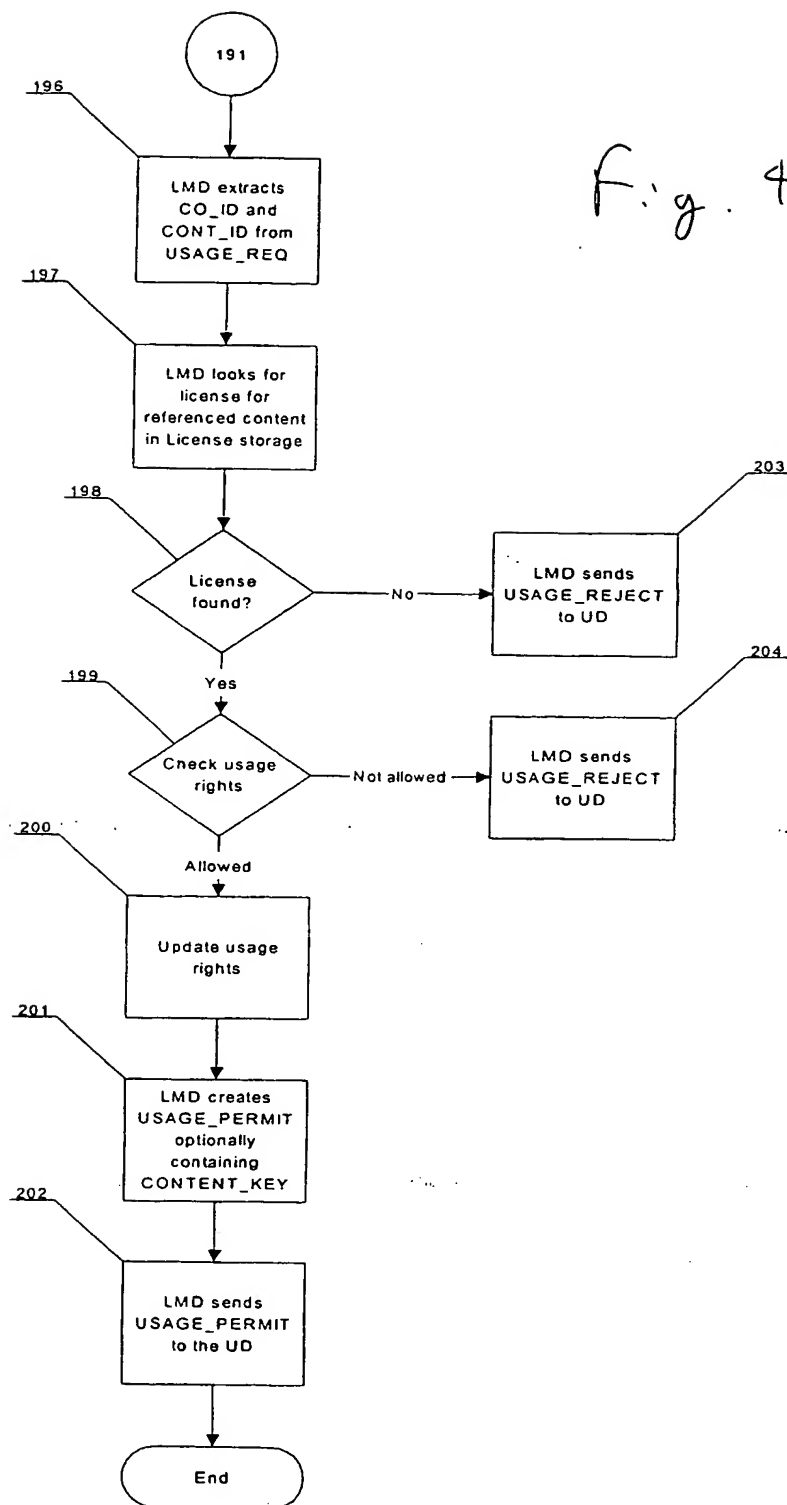 191
196
LMD extracts
CO_ID and
CONT_ID from
USAGE_REQ
Fig. 4
197
LMD looks for
license for
referenced content
in License storage
198
License
found?
No
203
LMD sends
USAGE_REJECT
to UD
Yes
199
Check usage
rights
Not allowed
204
LMD sends
USAGE_REJECT
to UD
Allowed
200
Update usage
rights
201
LMD creates
USAGE_PERMIT
optionally
containing
CONTENT_KEY
202
LMD sends
USAGE_PERMIT
to the UD
End